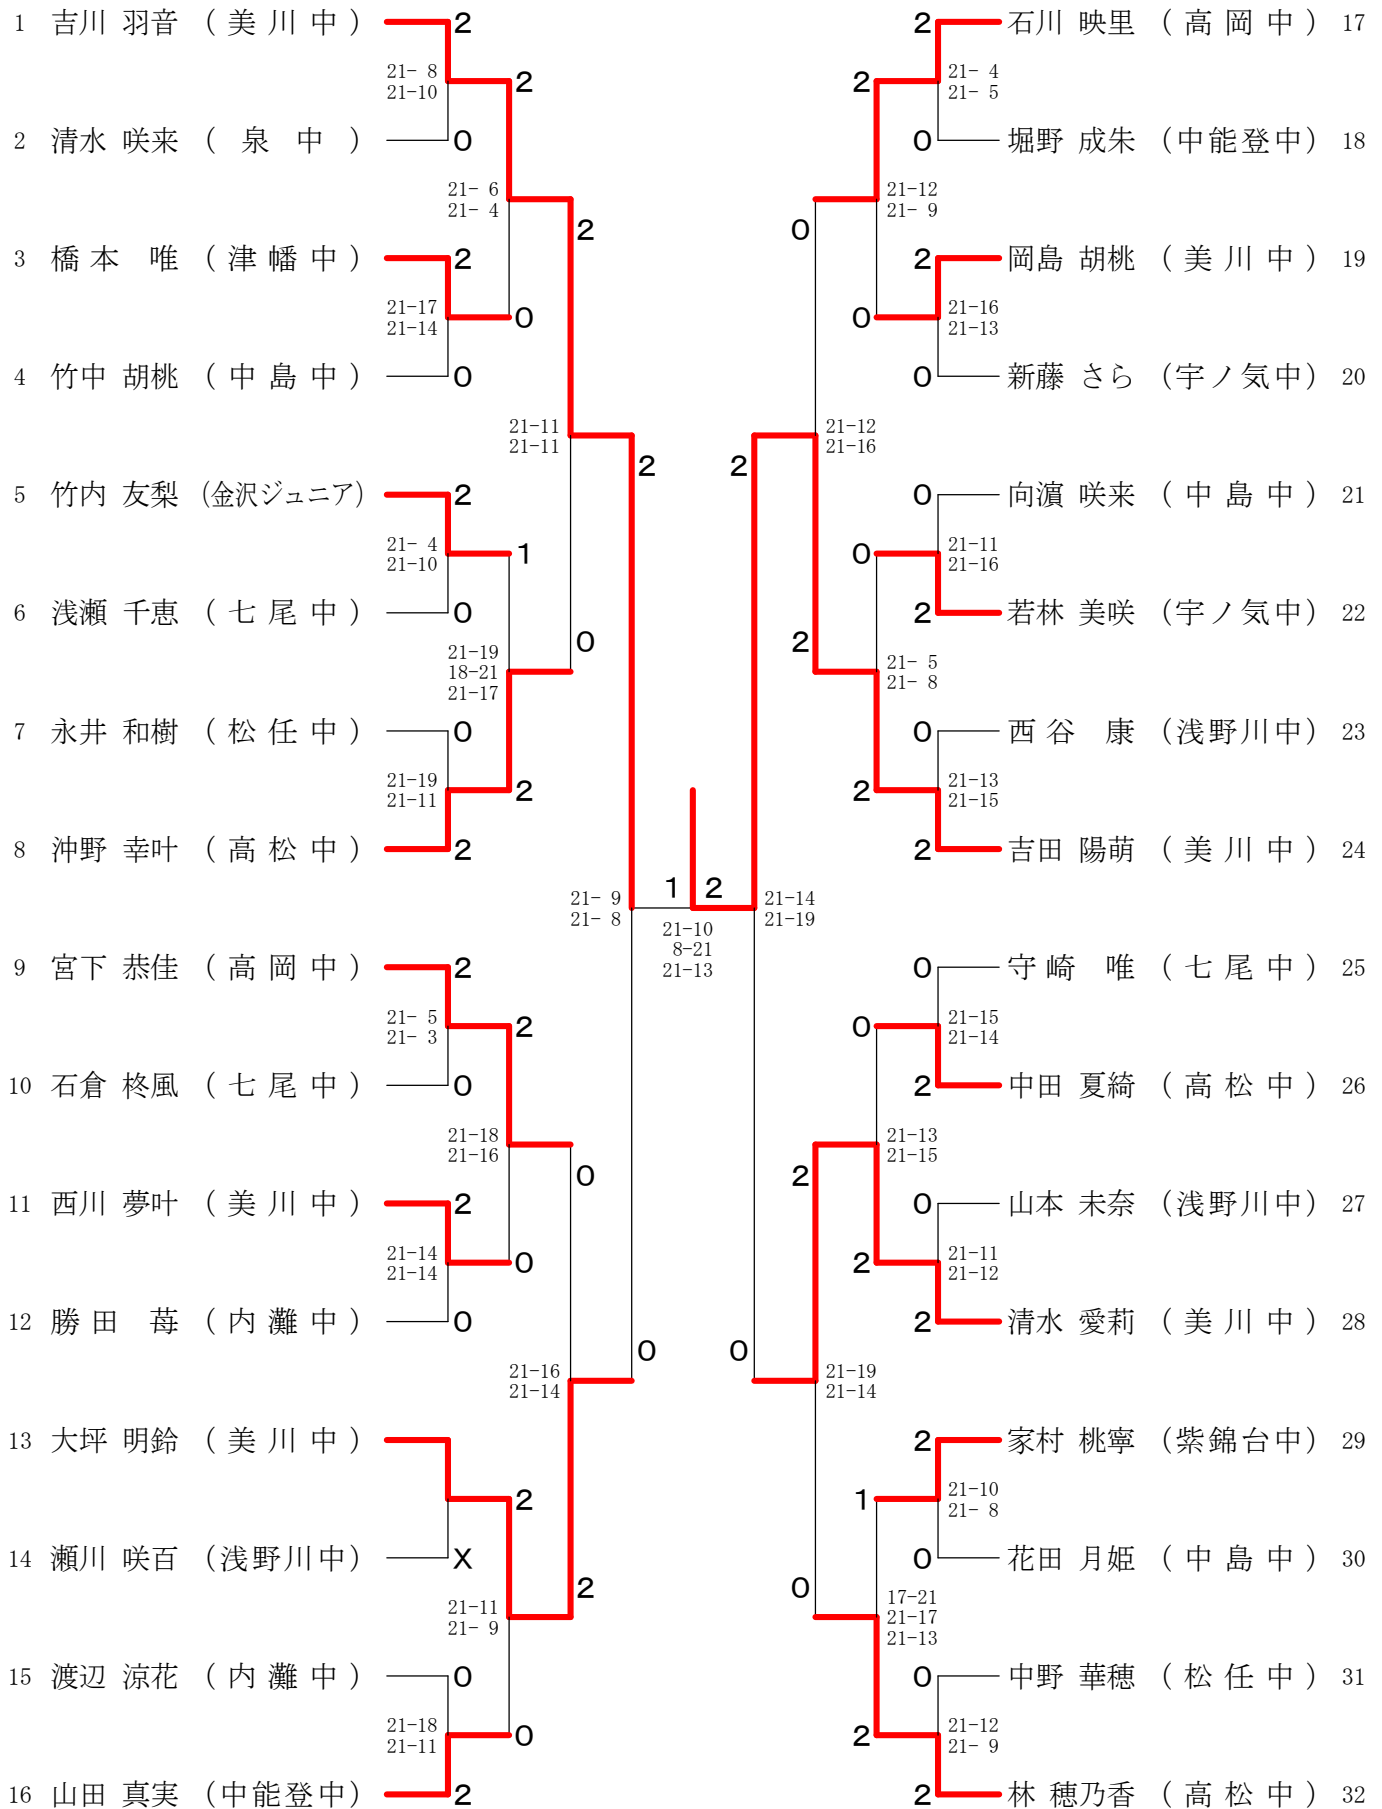 1 吉川 羽音 （ 美 川 中 ） 2
21- 8
21-10
2
2 清水 咲来 （ 泉 中 ） 0
21- 6
21- 4
2
3 橋 本 唯 （ 津 幡 中 ） 2
21-17
21-14
0
4 竹中 胡桃 （ 中 島 中 ） 0
21-11
21-11
2
5 竹内 友梨 （金沢ジュニア） 2
21- 4
21-10
1
6 浅瀬 千恵 （ 七 尾 中 ） 0
21-19
18-21
21-17
0
7 永井 和樹 （ 松 任 中 ） 0
21-19
21-11
2
8 沖野 幸叶 （ 高 松 中 ） 2
21- 9
21- 8
1 2
21-10
8-21
21-13
9 宮下 恭佳 （ 高 岡 中 ） 2
21- 5
21- 3
2
10 石倉 柊風 （ 七 尾 中 ） 0
21-18
21-16
0
11 西川 夢叶 （ 美 川 中 ） 2
21-14
21-14
0
12 勝 田 苺 （ 内 灘 中 ） 0
21-16
21-14
0
13 大坪 明鈴 （ 美 川 中 ）
2
14 瀬川 咲百 （浅野川中） X
21-11
21- 9
2
15 渡辺 涼花 （ 内 灘 中 ） 0
21-18
21-11
0
16 山田 真実 （中能登中） 2
2 石川 映里 （ 高 岡 中 ） 17
2
21- 4
21- 5
0 堀野 成朱 （中能登中） 18
21-12
21- 9
0
2 岡島 胡桃 （ 美 川 中 ） 19
0
21-16
21-13
0 新藤 さら （宇ノ気中） 20
21-12
21-16
2
0 向濵 咲来 （ 中 島 中 ） 21
0
21-11
21-16
2 若林 美咲 （宇ノ気中） 22
2
21- 5
21- 8
0 西 谷 康 （浅野川中） 23
2
21-13
21-15
2 吉田 陽萌 （ 美 川 中 ） 24
21-14
21-19
0 守 崎 唯 （ 七 尾 中 ） 25
0
21-15
21-14
2 中田 夏綺 （ 高 松 中 ） 26
21-13
21-15
2
0 山本 未奈 （浅野川中） 27
2
21-11
21-12
2 清水 愛莉 （ 美 川 中 ） 28
0
21-19
21-14
2 家村 桃寧 （紫錦台中） 29
1
21-10
21- 8
0 花田 月姫 （ 中 島 中 ） 30
0
17-21
21-17
21-13
0 中野 華穂 （ 松 任 中 ） 31
2
21-12
21- 9
2 林 穂乃香 （ 高 松 中 ） 32